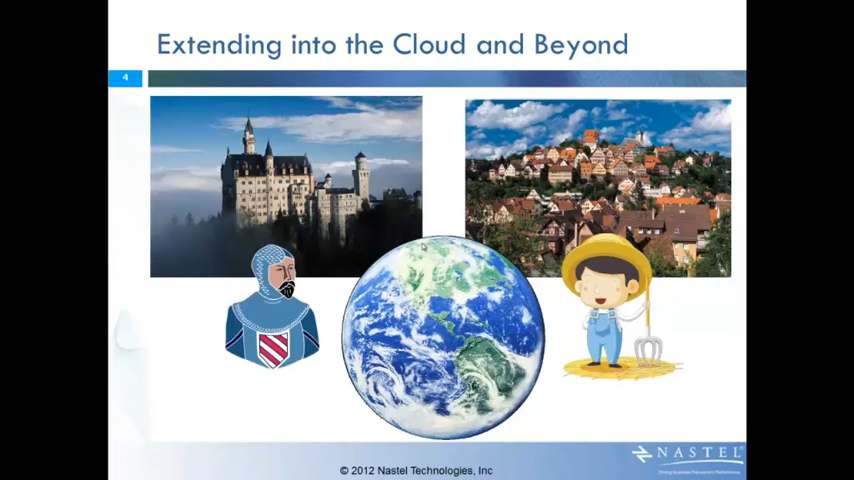 Extending into the Cloud and Beyond
4
© 2012 Nastel Technologies, Inc
NASTEL